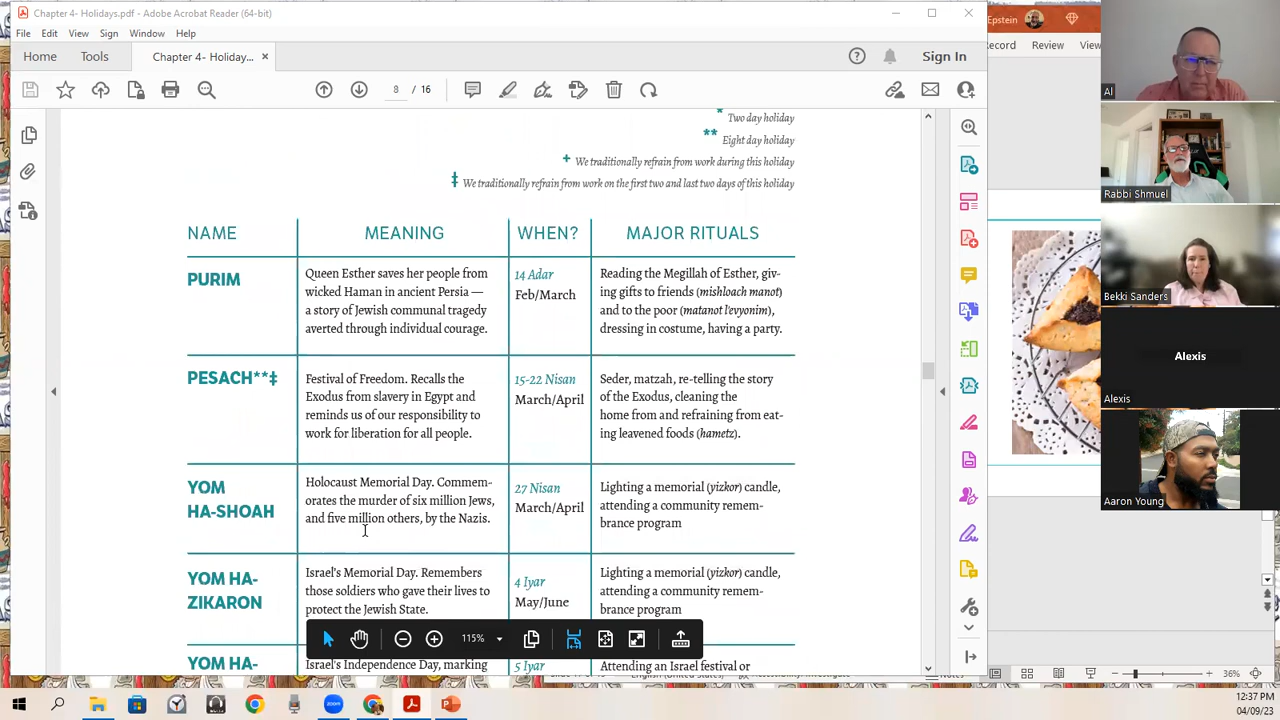 Chapter 4- Holidays.pdf - Adobe Acrobat Reader (64-bit)
File Edit View Sign Window Help
Home Tools Chapter 4- Holiday... × Sign In
8 / 16
* Two day holiday
** Eight day holiday
+ We traditionally refrain from work during this holiday
‡ We traditionally refrain from work on the first two and last two days of this holiday
NAME MEANING WHEN? MAJOR RITUALS
PURIM
Queen Esther saves her people from
wicked Haman in ancient Persia —
a story of Jewish communal tragedy
averted through individual courage.
14 Adar
Feb/March
Reading the Megillah of Esther, giv-
ing gifts to friends (mishloach manot)
and to the poor (matanot l'evyonim),
dressing in costume, having a party.
PESACH**‡
Festival of Freedom. Recalls the
Exodus from slavery in Egypt and
reminds us of our responsibility to
work for liberation for all people.
15-22 Nisan
March/April
Seder, matzah, re-telling the story
of the Exodus, cleaning the
home from and refraining from eat-
ing leavened foods (hametz).
YOM
HA-SHOAH
Holocaust Memorial Day. Commem-
orates the murder of six million Jews,
and five million others, by the Nazis.
27 Nisan
March/April
Lighting a memorial (yizkor) candle,
attending a community remem-
brance program
YOM HA-
ZIKARON
Israel's Memorial Day. Remembers
those soldiers who gave their lives to
protect the Jewish State.
4 Iyar
May/June
Lighting a memorial (yizkor) candle,
attending a community remem-
brance program
YOM HA-
Israel's Independence Day, marking
5 Iyar
Attending an Israel festival or
115%
Epstein
Record Review View
Al
Rabbi Shmuel
Bekki Sanders
Alexis
Alexis
Aaron Young
36%
12:37 PM
04/09/23